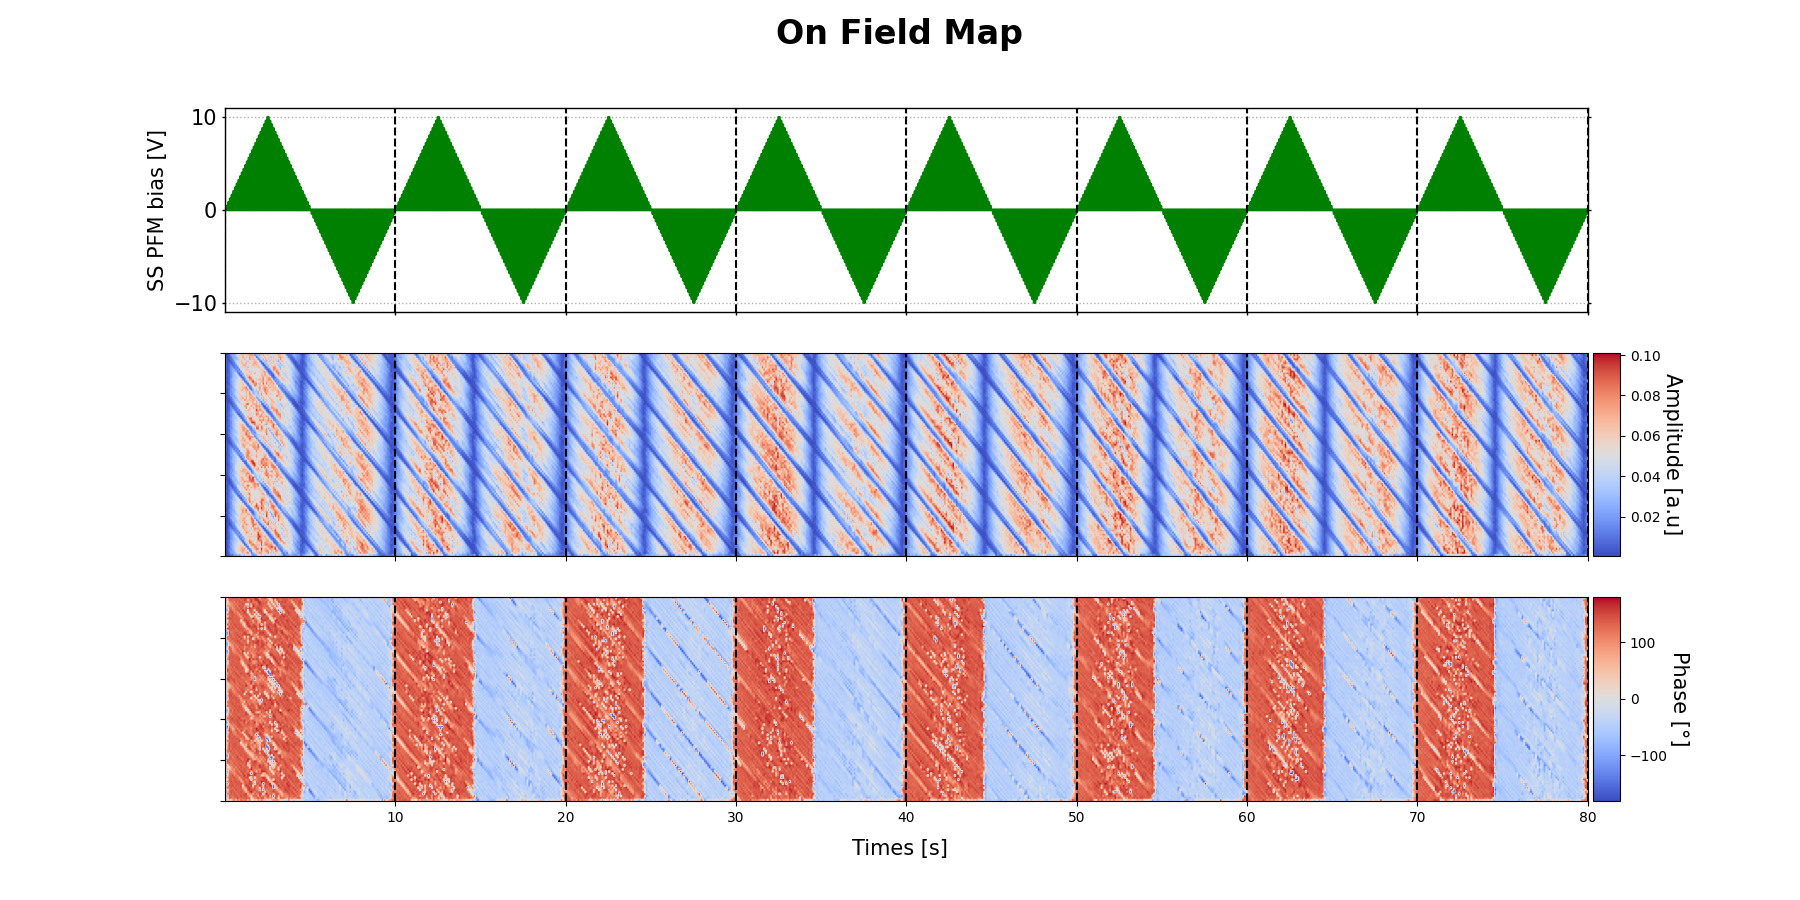 On Field Map
SS PFM bias [V]
10
0
−10
Amplitude [a.u]
0.10
0.08
0.06
0.04
0.02
Phase [°]
100
0
−100
10 20 30 40 50 60 70 80
Times [s]